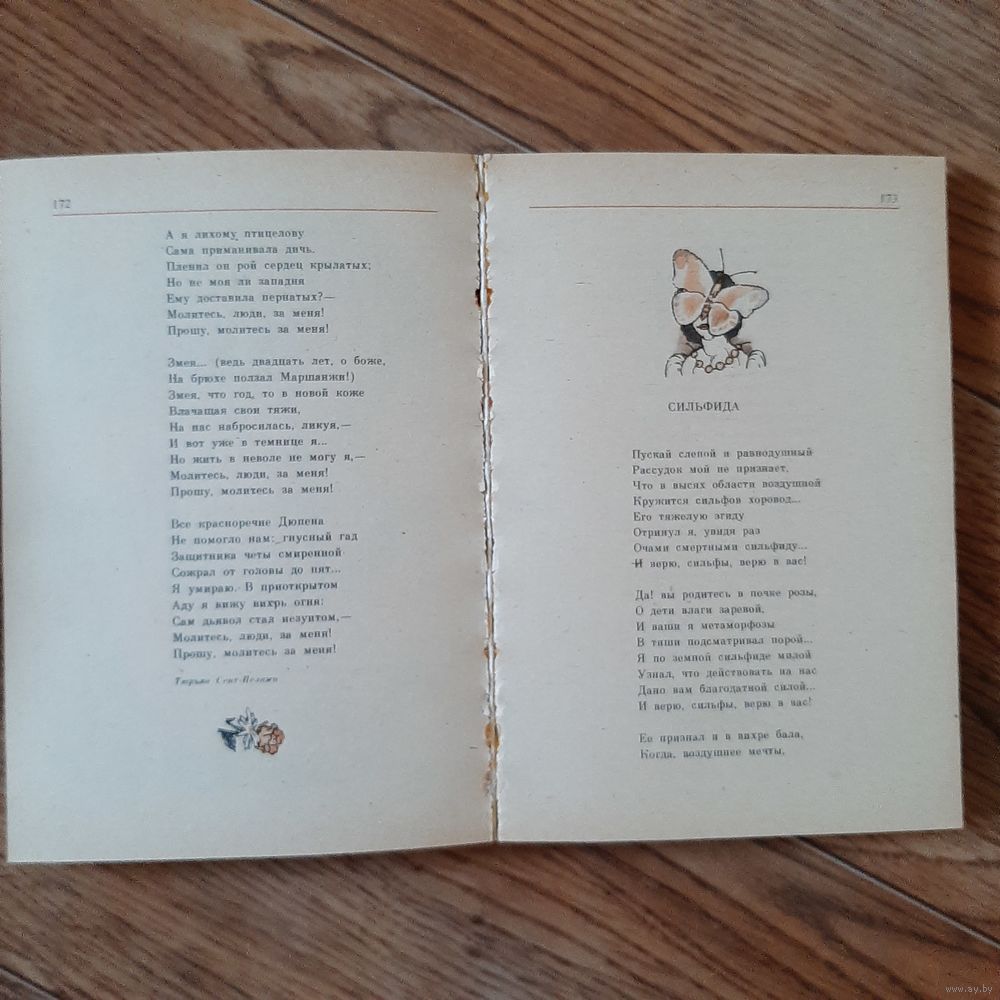 172
А я лихому птицелову
Сама приманивала дичь.
Пленил он рой сердец крылатых;
Но не моя ли западня
Ему доставила пернатых?—
Молитесь, люди, за меня!
Прошу, молитесь за меня!
Змея... (ведь двадцать лет, о боже,
На брюхе ползал Маршанжи!)
Змея, что год, то в новой коже
Влачащая свои тяжи,
На нас набросилась, ликуя,—
И вот уже в темнице я...
Но жить в неволе не могу я,—
Молитесь, люди, за меня!
Прошу, молитесь за меня!
Все красноречие Дюпена
Не помогло нам: гнусный гад
Защитника четы смиренной
Сожрал от головы до пят...
Я умираю. В приоткрытом
Аду я вижу вихрь огня:
Сам дьявол стал иезуитом,—
Молитесь, люди, за меня!
Прошу, молитесь за меня!
Тюрьма Сент-Пелажи
173
СИЛЬФИДА
Пускай слепой и равнодушный
Рассудок мой не признает,
Что в высях области воздушной
Кружится сильфов хоровод...
Его тяжелую эгиду
Отринул я, увидя раз
Очами смертными сильфиду...
И верю, сильфы, верю в вас!
Да! вы родитесь в почке розы,
О дети влаги заревой,
И ваши я метаморфозы
В тиши подсматривал порой...
Я по земной сильфиде милой
Узнал, что действовать на нас
Дано вам благодатной силой...
И верю, сильфы, верю в вас!
Ее признал я в вихре бала,
Когда, воздушнее мечты,
www.ay.by